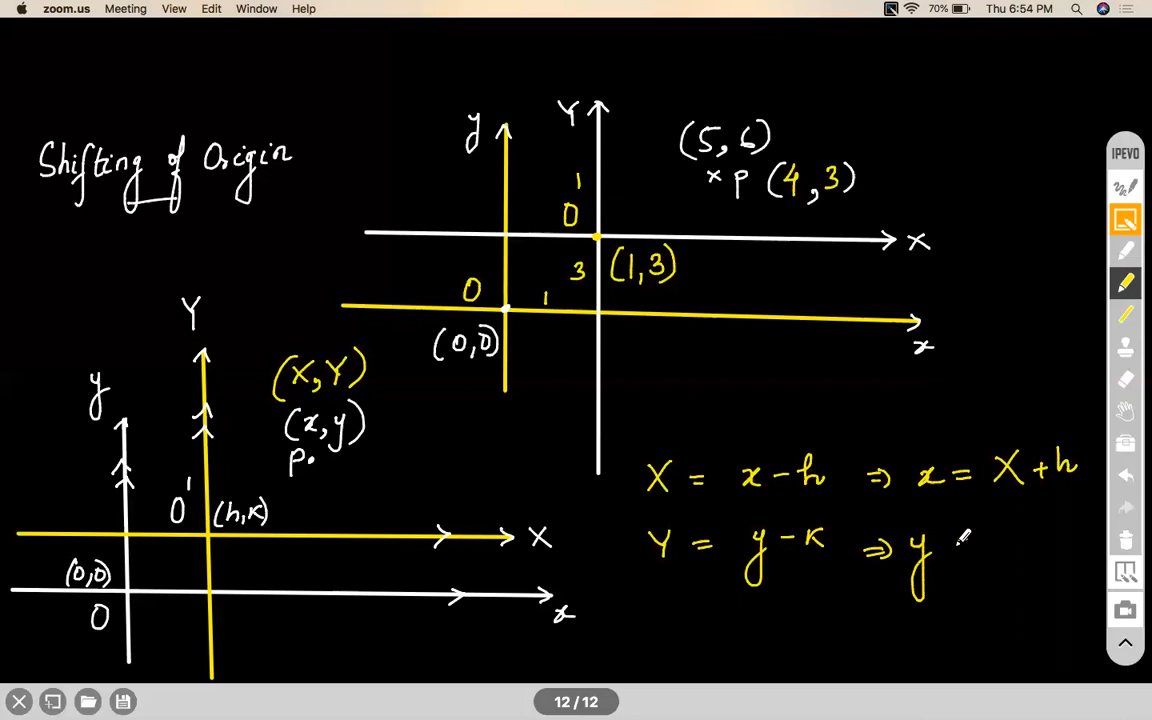 zoom.us Meeting View Edit Window Help
70% Thu 6:54 PM
Shifting of Origin
y
Y
(5, 6)
× P (4, 3)
1
O
X
3 (1, 3)
O
1
(0, 0)
x
Y
y
(X, Y)
(x, y)
P.
O' (h, k)
X
(0,0)
O
x
X = x - h ⇒ x = X + h
Y = y - k ⇒ y
IPEVO
12 / 12